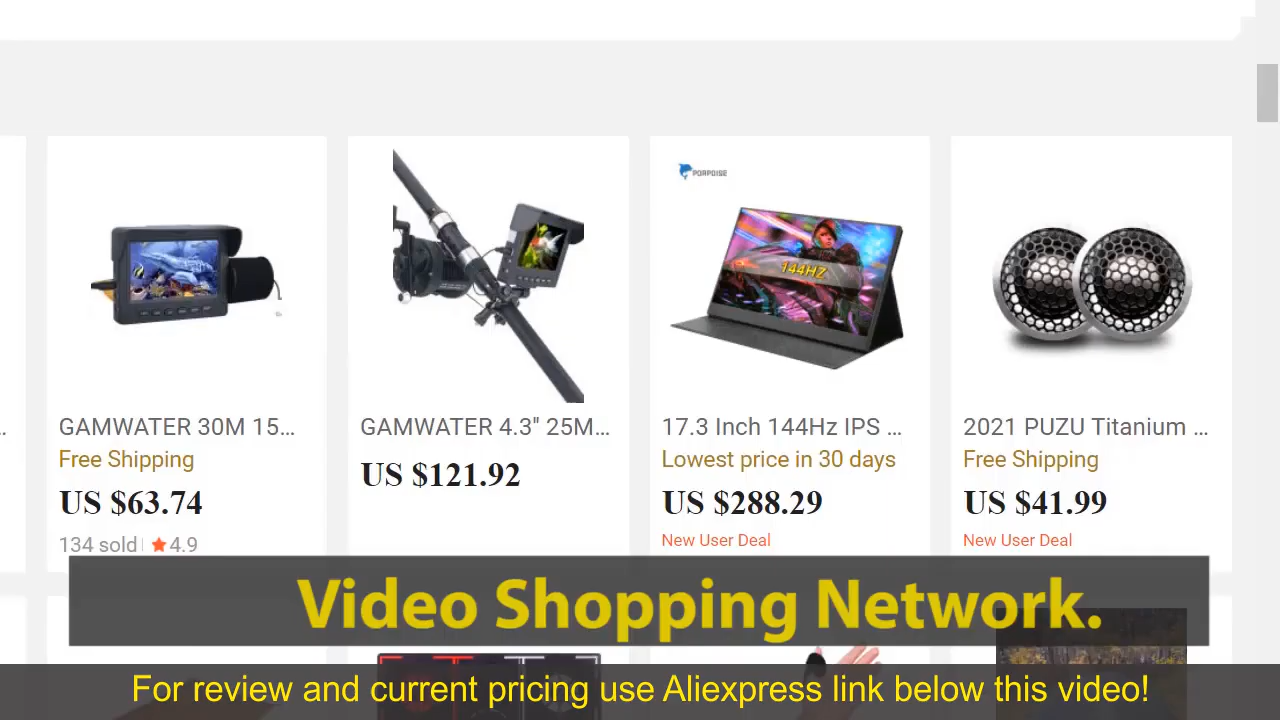 PORPOISE
144HZ
GAMWATER 30M 15...
Free Shipping
US $63.74
134 sold
4.9
GAMWATER 4.3" 25M...
US $121.92
17.3 Inch 144Hz IPS ...
Lowest price in 30 days
US $288.29
New User Deal
2021 PUZU Titanium ...
Free Shipping
US $41.99
New User Deal
Video Shopping Network.
For review and current pricing use Aliexpress link below this video!